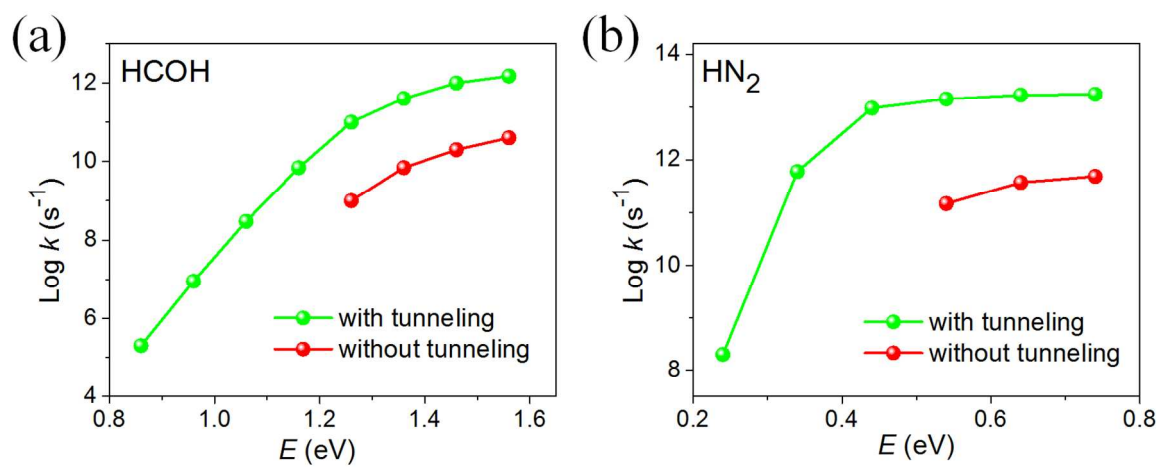 (a)
HCOH
12
10
8
6
4
Log k (s⁻¹)
with tunneling
without tunneling
0.8 1.0 1.2 1.4 1.6
E (eV)
(b)
HN₂
14
12
10
8
Log k (s⁻¹)
with tunneling
without tunneling
0.2 0.4 0.6 0.8
E (eV)